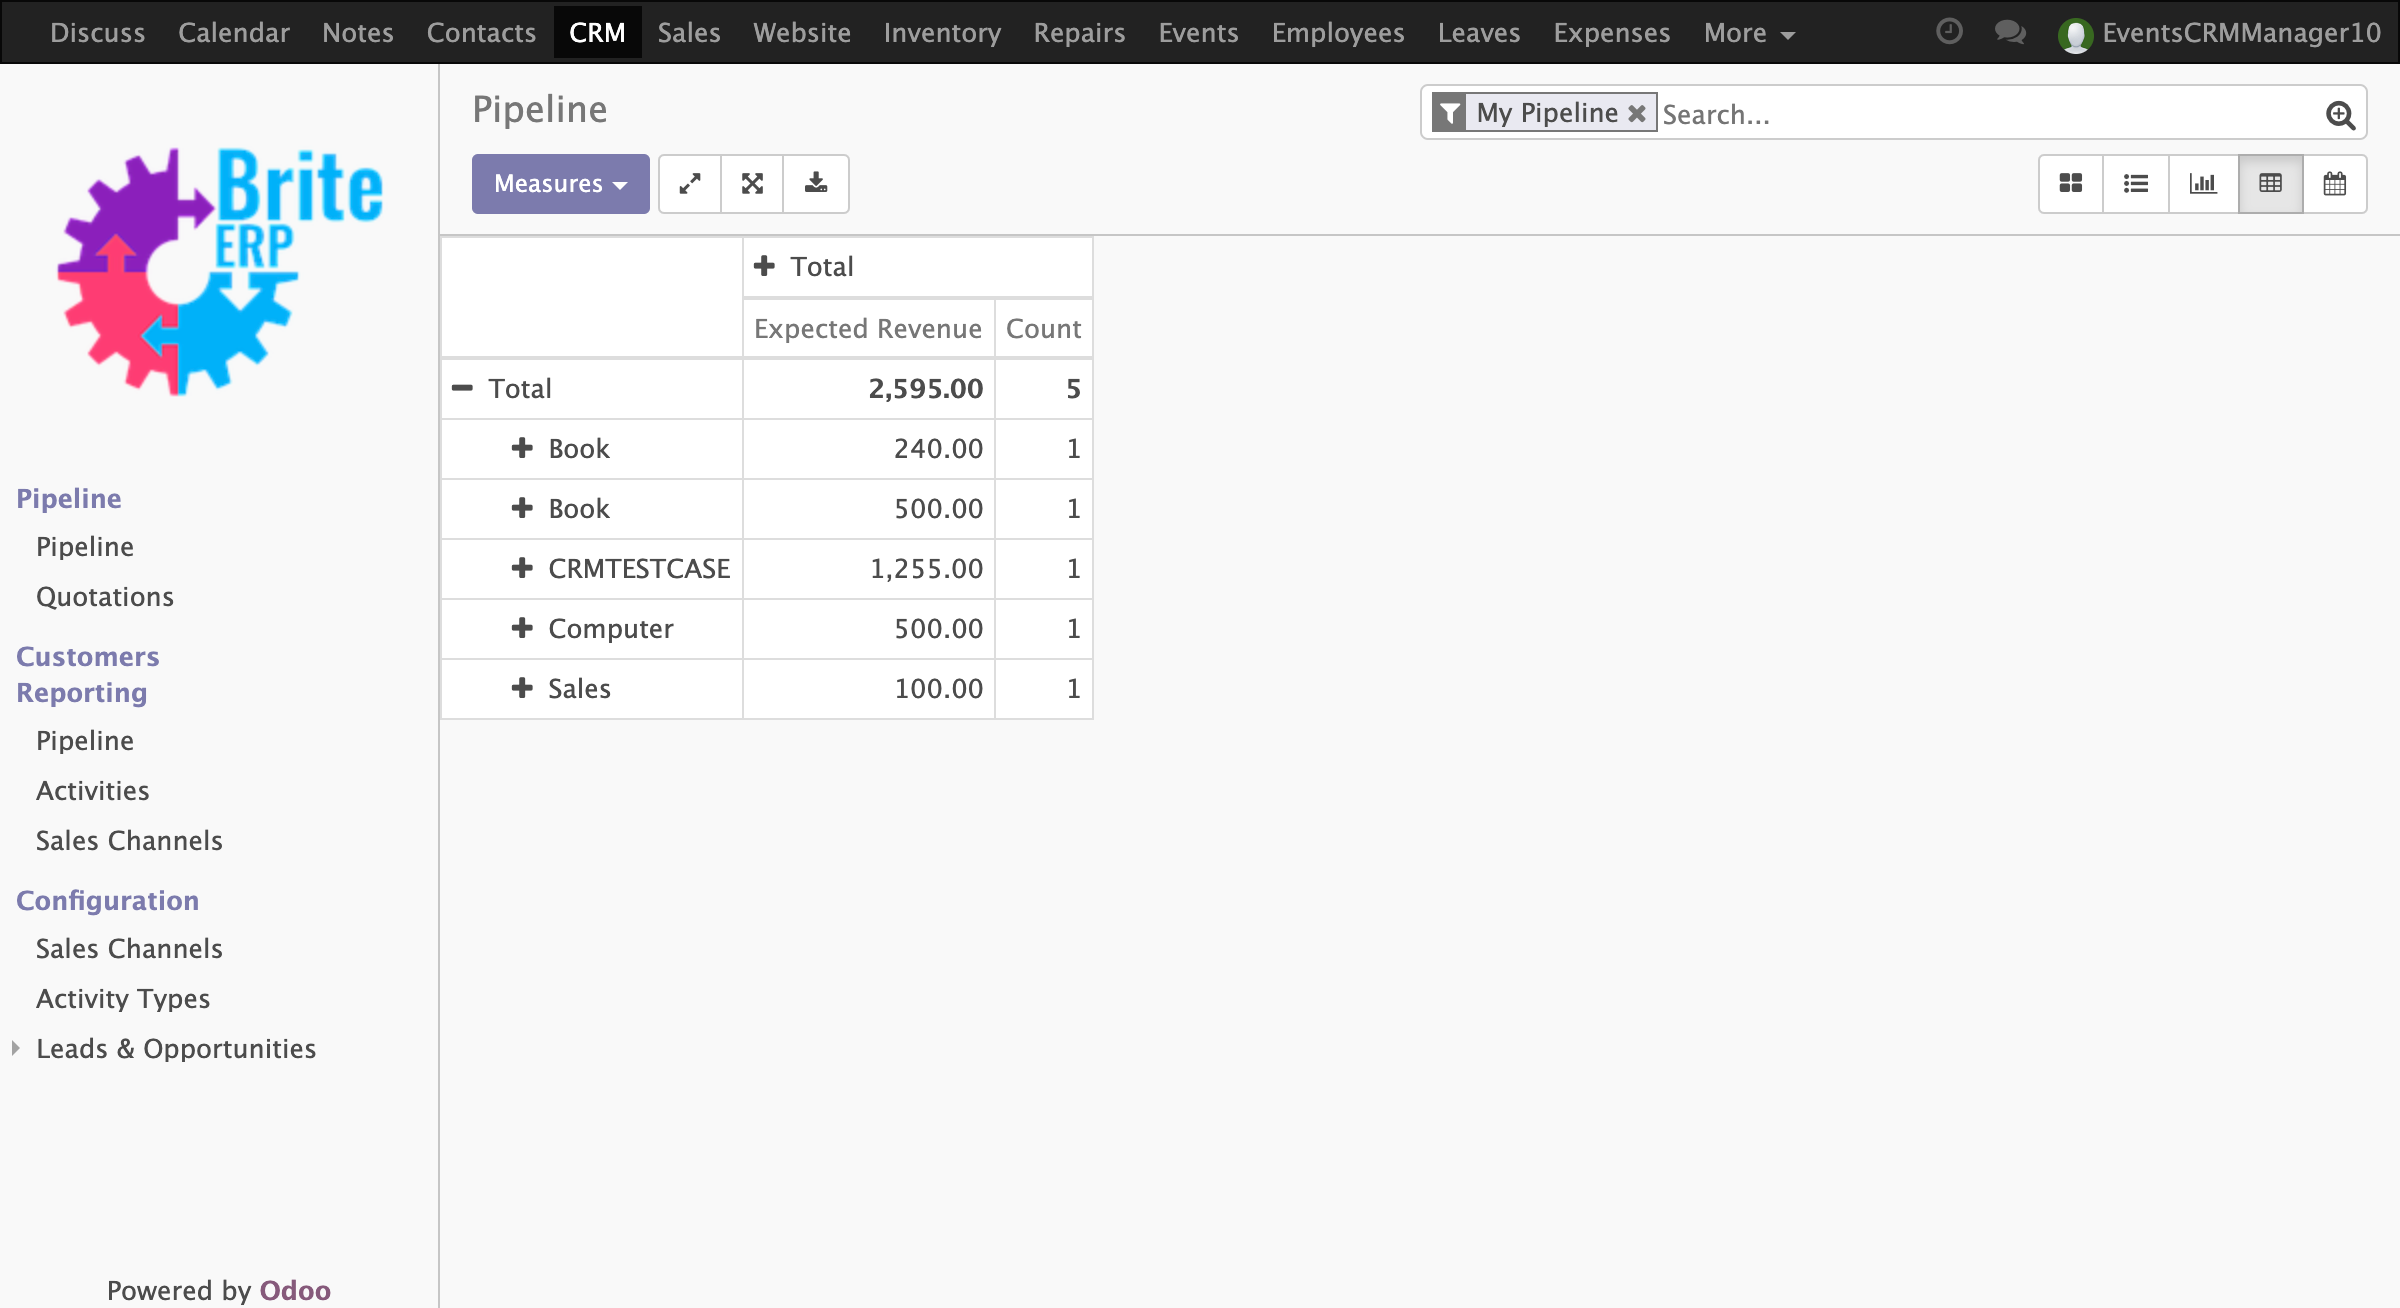 Discuss Calendar Notes Contacts CRM Sales Website Inventory Repairs Events Employees Leaves Expenses More EventsCRMManager10
Brite
ERP
Pipeline
Pipeline
Quotations
Customers
Reporting
Pipeline
Activities
Sales Channels
Configuration
Sales Channels
Activity Types
Leads & Opportunities
Powered by Odoo
Pipeline
My Pipeline Search...
Measures
Total
Expected Revenue Count
Total 2,595.00 5
Book 240.00 1
Book 500.00 1
CRMTESTCASE 1,255.00 1
Computer 500.00 1
Sales 100.00 1